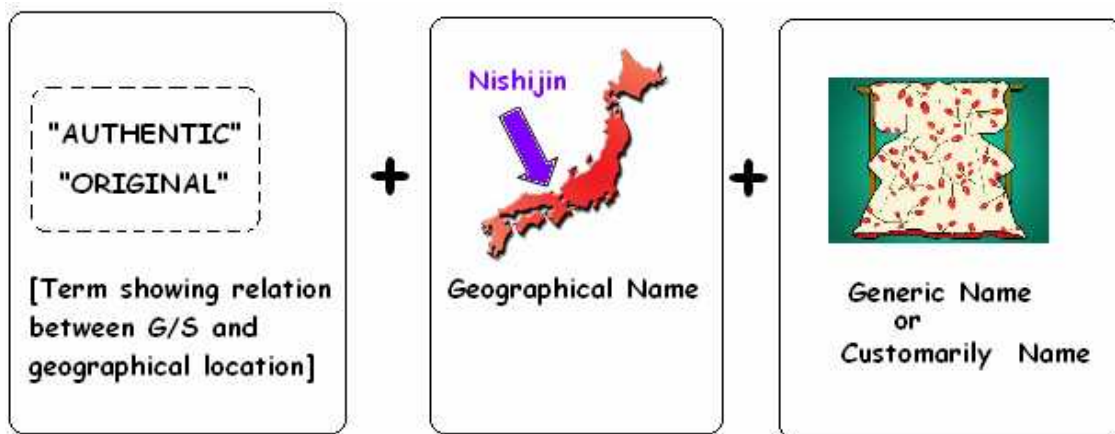 "AUTHENTIC"
"ORIGINAL"
[Term showing relation
between G/S and
geographical location]
+
Nishijin
Geographical Name
+
Generic Name
or
Customarily Name